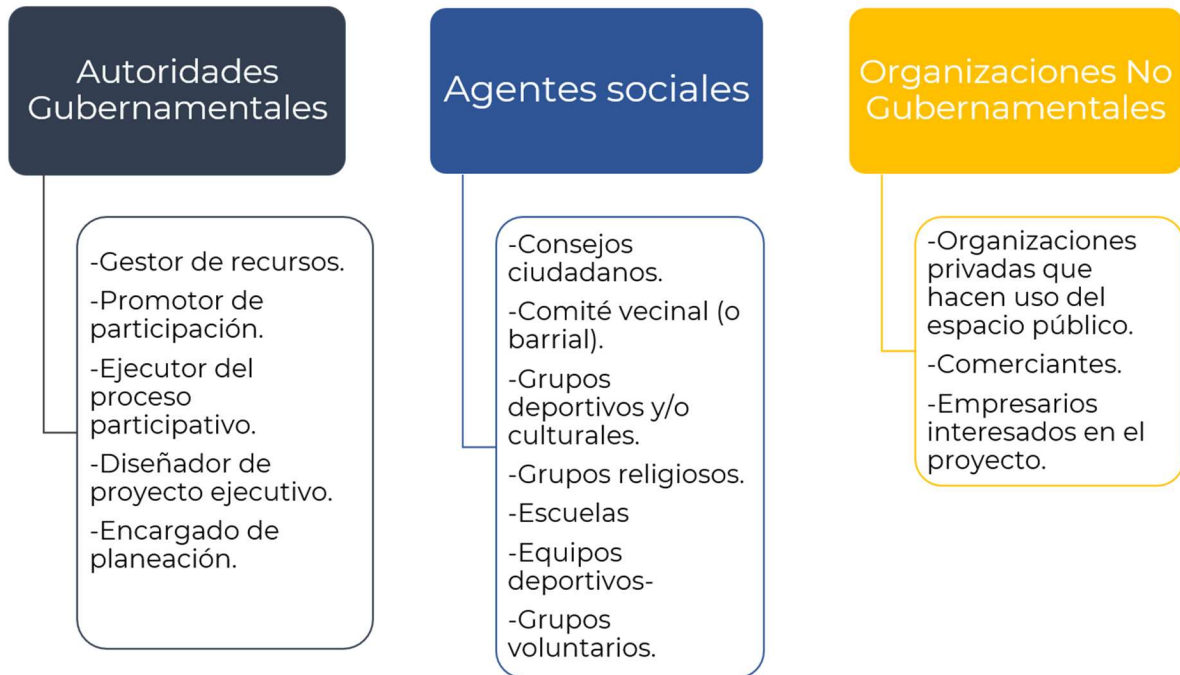 Autoridades
Gubernamentales
-Gestor de recursos.
-Promotor de
participación.
-Ejecutor del
proceso
participativo.
-Diseñador de
proyecto ejecutivo.
-Encargado de
planeación.
Agentes sociales
-Consejos
ciudadanos.
-Comité vecinal (o
barrial).
-Grupos
deportivos y/o
culturales.
-Grupos religiosos.
-Escuelas
-Equipos
deportivos-
-Grupos
voluntarios.
Organizaciones No
Gubernamentales
-Organizaciones
privadas que
hacen uso del
espacio público.
-Comerciantes.
-Empresarios
interesados en el
proyecto.